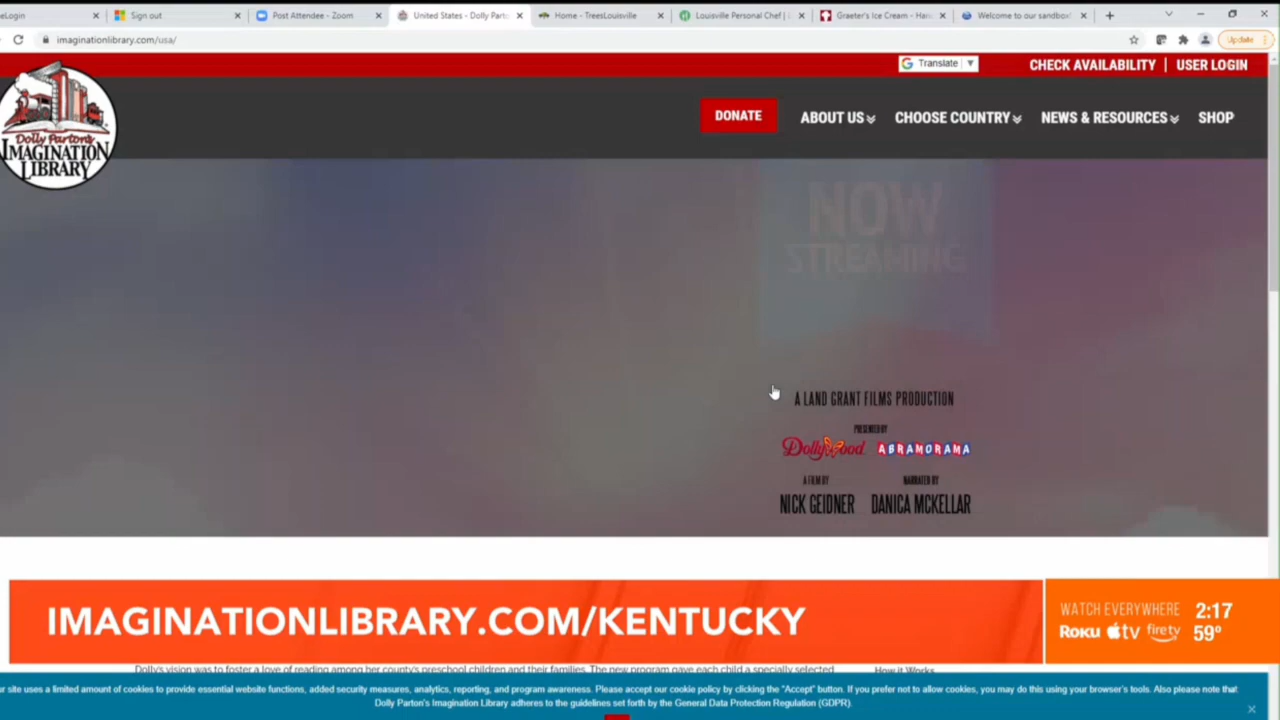 eLogin
Sign out
Post Attendee - Zoom
United States - Dolly Part
Home - TreesLouisville
Louisville Personal Chef |
Graeter's Ice Cream - Han
Welcome to our sandbox!
imaginationlibrary.com/usa/
Update
Translate
CHECK AVAILABILITY | USER LOGIN
Dolly Parton's
IMAGINATION
LIBRARY
DONATE
ABOUT US
CHOOSE COUNTRY
NEWS & RESOURCES
SHOP
NOW
STREAMING
A LAND GRANT FILMS PRODUCTION
PRESENTED BY
Dollywood ABRAMORAMA
A FILM BY NARRATED BY
NICK GEIDNER DANICA MCKELLAR
IMAGINATIONLIBRARY.COM/KENTUCKY
WATCH EVERYWHERE 2:17
Roku tv firetv 59°
Dolly's vision was to foster a love of reading among her county's preschool children and their families. The new program gave each child a specially selected
How it Works
r site uses a limited amount of cookies to provide essential website functions, added security measures, analytics, reporting, and program awareness. Please accept our cookie policy by clicking the "Accept" button. If you prefer not to allow cookies, you may do this using your browser's tools. Also please note that
Dolly Parton's Imagination Library adheres to the guidelines set forth by the General Data Protection Regulation (GDPR).